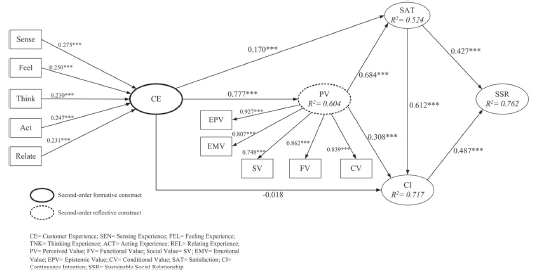 SAT
R²= 0.524
Sense
0.275***
0.170***
0.427***
Feel
0.250***
0.684***
0.777***
PV
R²= 0.604
SSR
R²= 0.762
Think
0.239***
CE
0.927***
0.612***
EPV
0.807***
Act
0.247***
0.308***
EMV
0.748***
0.862***
0.839***
0.487***
Relate
0.231***
SV
FV
CV
-0.018
CI
R²= 0.717
Second-order formative construct
Second-order reflective construct
CE= Customer Experience; SEN= Sensing Experience; FEL= Feeling Experience;
TNK= Thinking Experience; ACT= Acting Experience; REL= Relating Experience;
PV= Perceived Value; FV= Functional Value; Social Value= SV; EMV= Emotional
Value; EPV= Epistemic Value; CV= Conditional Value; SAT= Satisfaction; CI=
Continuance Intention; SSR= Sustainable Social Relationship